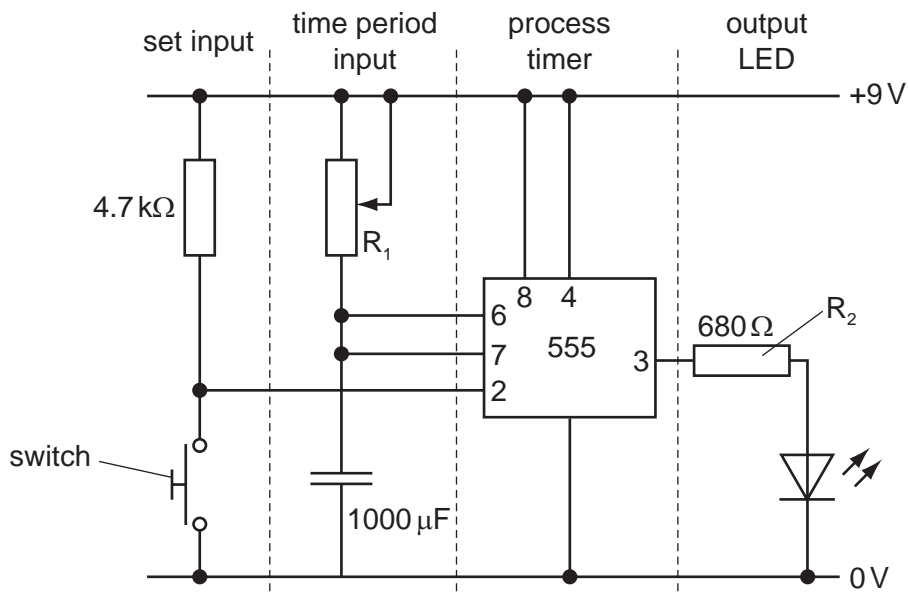 set input
time period
input
process
timer
output
LED
+9 V
4.7 kΩ
R1
8 4
6
7
2
555
3
680 Ω
R2
switch
1000 μF
0 V